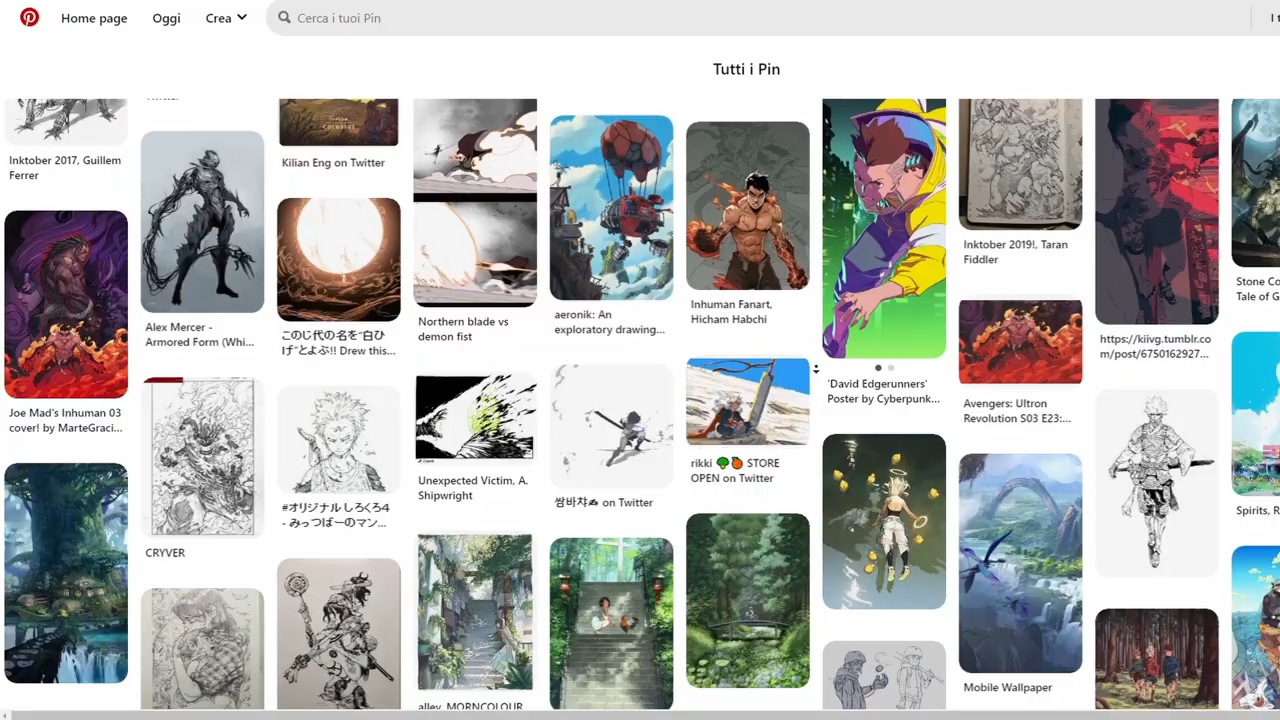 Home page
Oggi
Crea
Cerca i tuoi Pin
Tutti i Pin
Inktober 2017, Guillem
Ferrer
Joe Mad's Inhuman 03
cover! by MarteGraci...
Alex Mercer -
Armored Form (Whi...
CRYVER
COLOSSUS
Kilian Eng on Twitter
このじ代の名を“白ひ
げ”とよぶ!! Drew this...
#オリジナル しろくろ4
- みっつばーのマン...
Northern blade vs
demon fist
Unexpected Victim, A.
Shipwright
alley, MORNCOLOUR
aeronik: An
exploratory drawing...
쌈바챠✍ on Twitter
Inhuman Fanart,
Hicham Habchi
rikki 🌳🍊 STORE
OPEN on Twitter
'David Edgerunners'
Poster by Cyberpunk...
Inktober 2019!, Taran
Fiddler
Avengers: Ultron
Revolution S03 E23:...
Mobile Wallpaper
https://kiivg.tumblr.co
m/post/6750162927...
Stone Co
Tale of G
Spirits, R